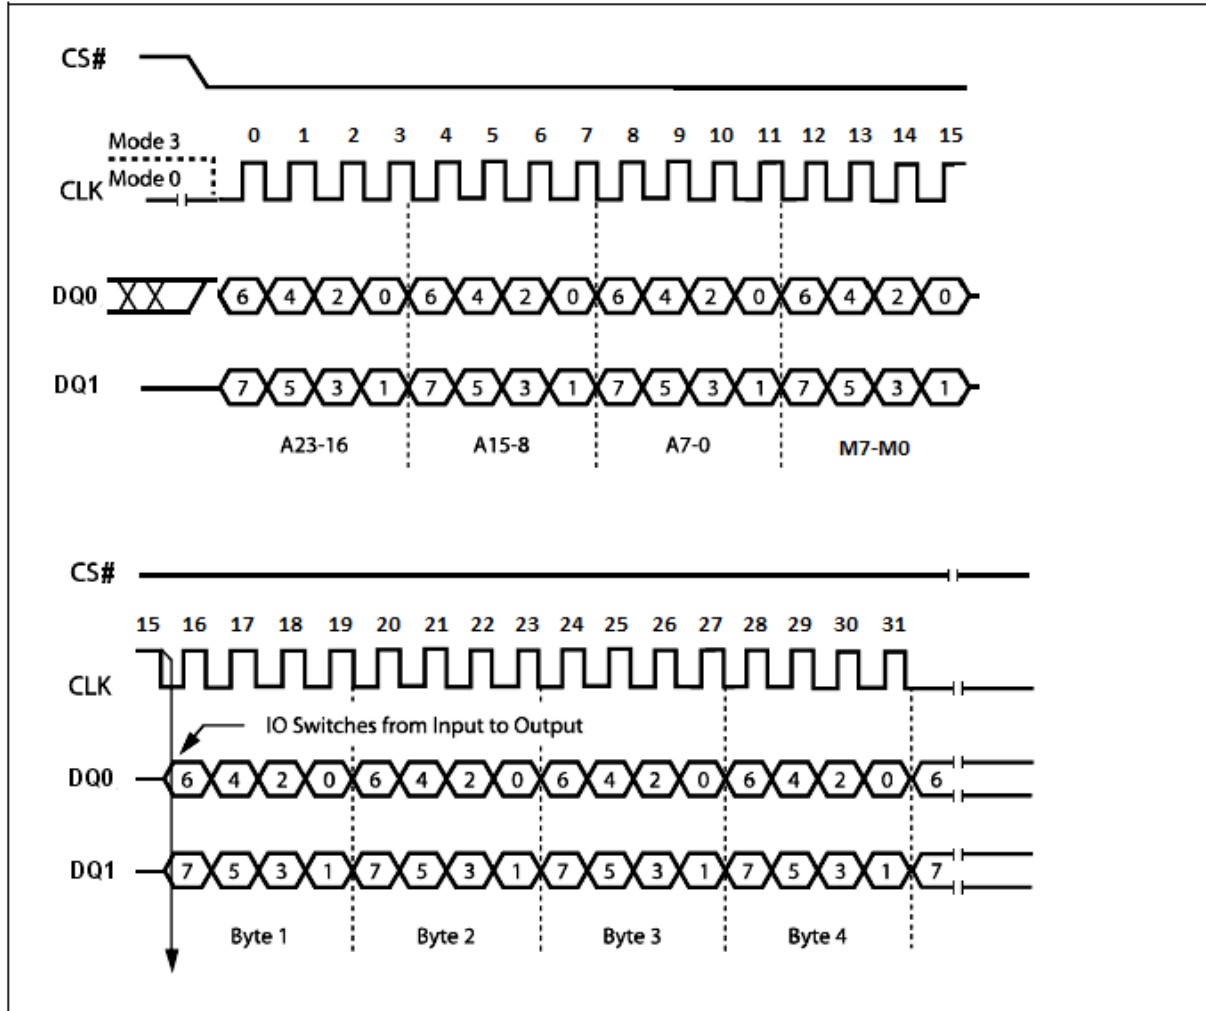 CS#
0 1 2 3 4 5 6 7 8 9 10 11 12 13 14 15
Mode 3
Mode 0
CLK
DQ0 6 4 2 0 6 4 2 0 6 4 2 0 6 4 2 0
DQ1 7 5 3 1 7 5 3 1 7 5 3 1 7 5 3 1
A23-16 A15-8 A7-0 M7-M0
CS#
15 16 17 18 19 20 21 22 23 24 25 26 27 28 29 30 31
CLK
IO Switches from Input to Output
DQ0 6 4 2 0 6 4 2 0 6 4 2 0 6 4 2 0 6
DQ1 7 5 3 1 7 5 3 1 7 5 3 1 7 5 3 1 7
Byte 1 Byte 2 Byte 3 Byte 4